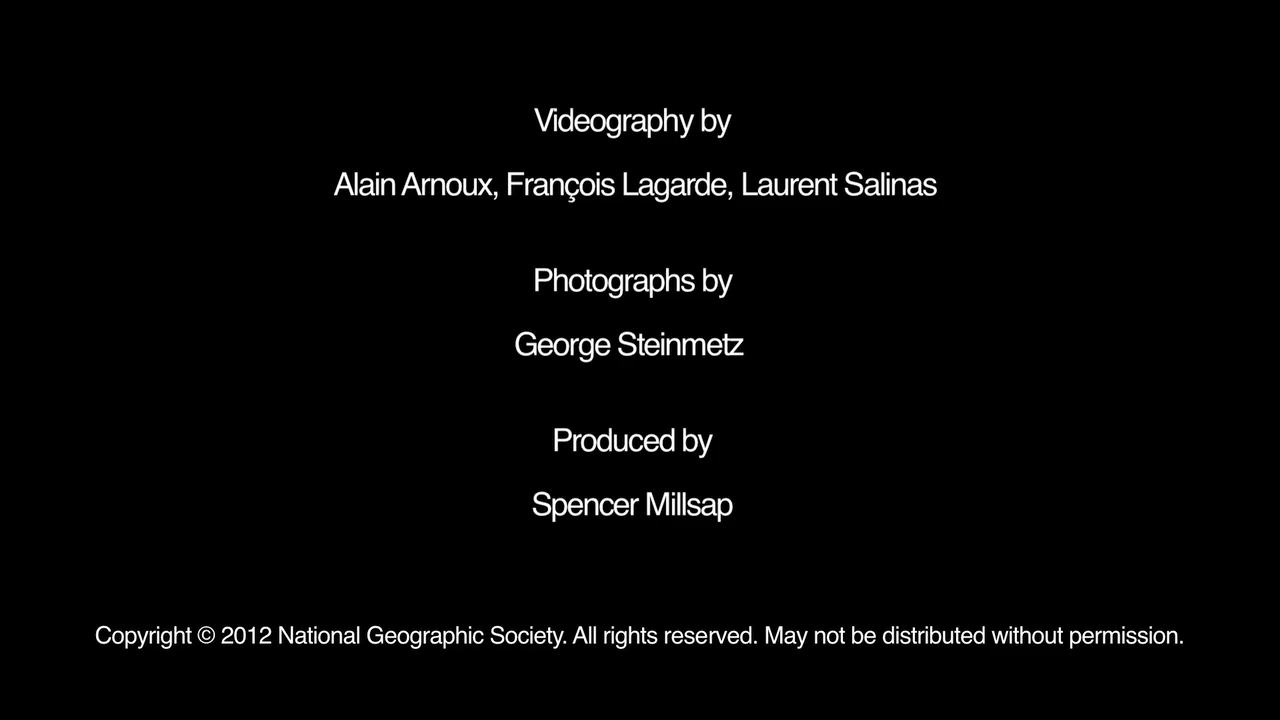 Videography by
Alain Arnoux, François Lagarde, Laurent Salinas
Photographs by
George Steinmetz
Produced by
Spencer Millsap
Copyright © 2012 National Geographic Society. All rights reserved. May not be distributed without permission.